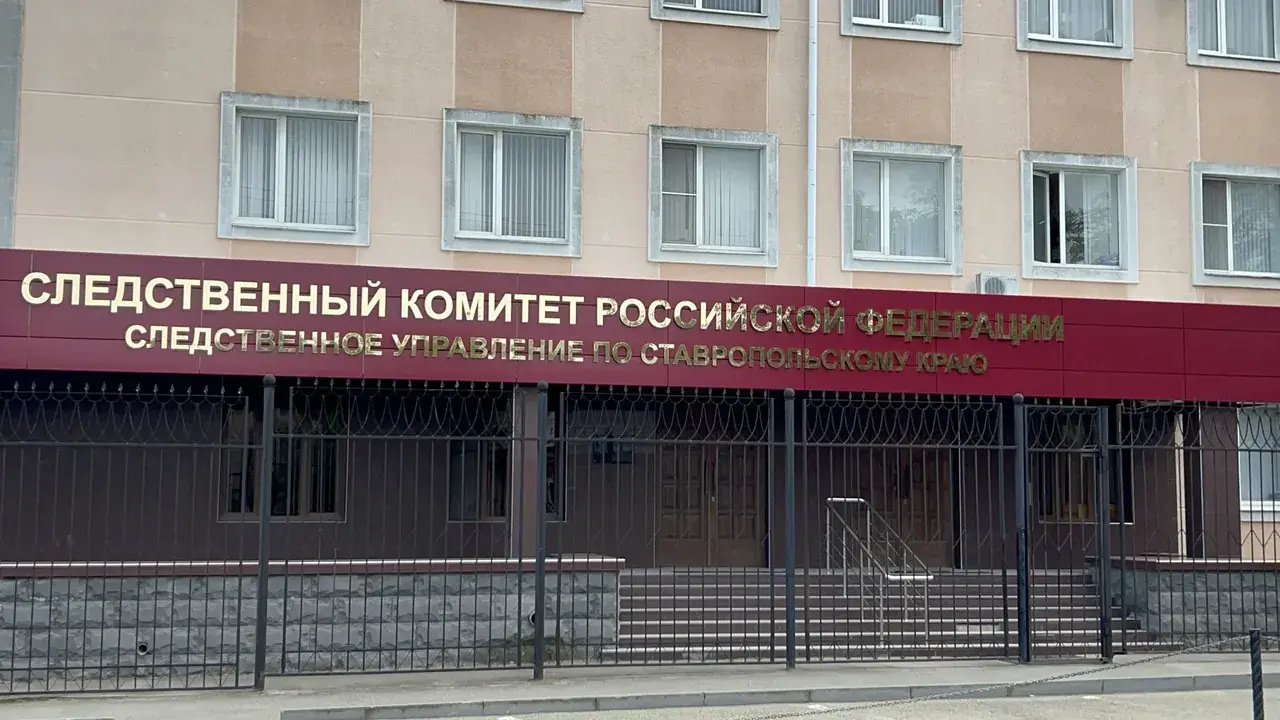 СЛЕДСТВЕННЫЙ КОМИТЕТ РОССИЙСКОЙ ФЕДЕРАЦИИ
СЛЕДСТВЕННОЕ УПРАВЛЕНИЕ ПО СТАВРОПОЛЬСКОМУ КРАЮ